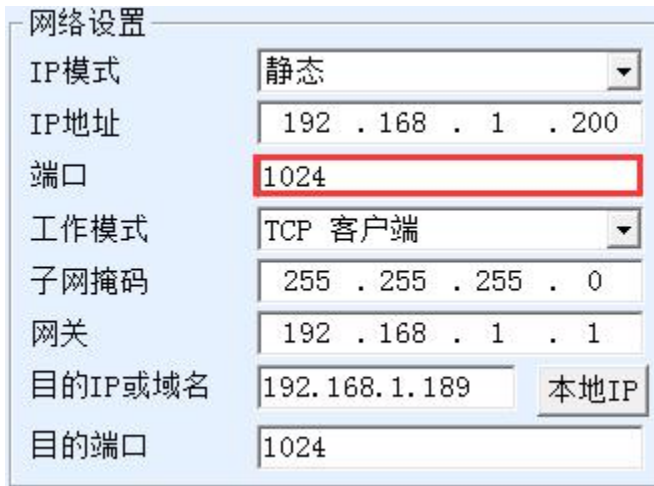 网络设置
IP模式 静态
IP地址 192 . 168 . 1 . 200
端口 1024
工作模式 TCP 客户端
子网掩码 255 . 255 . 255 . 0
网关 192 . 168 . 1 . 1
目的IP或域名 192.168.1.189 本地IP
目的端口 1024